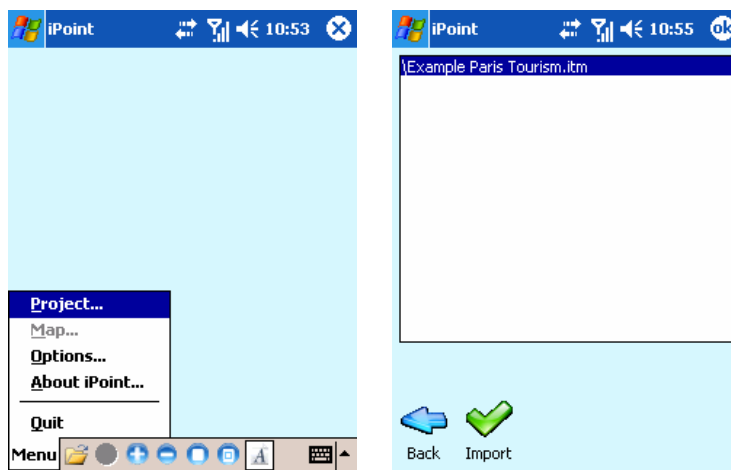 iPoint 10:53
Project...
Map...
Options...
About iPoint...
Quit
Menu A
iPoint 10:55 ok
\Example Paris Tourism.itm
Back Import